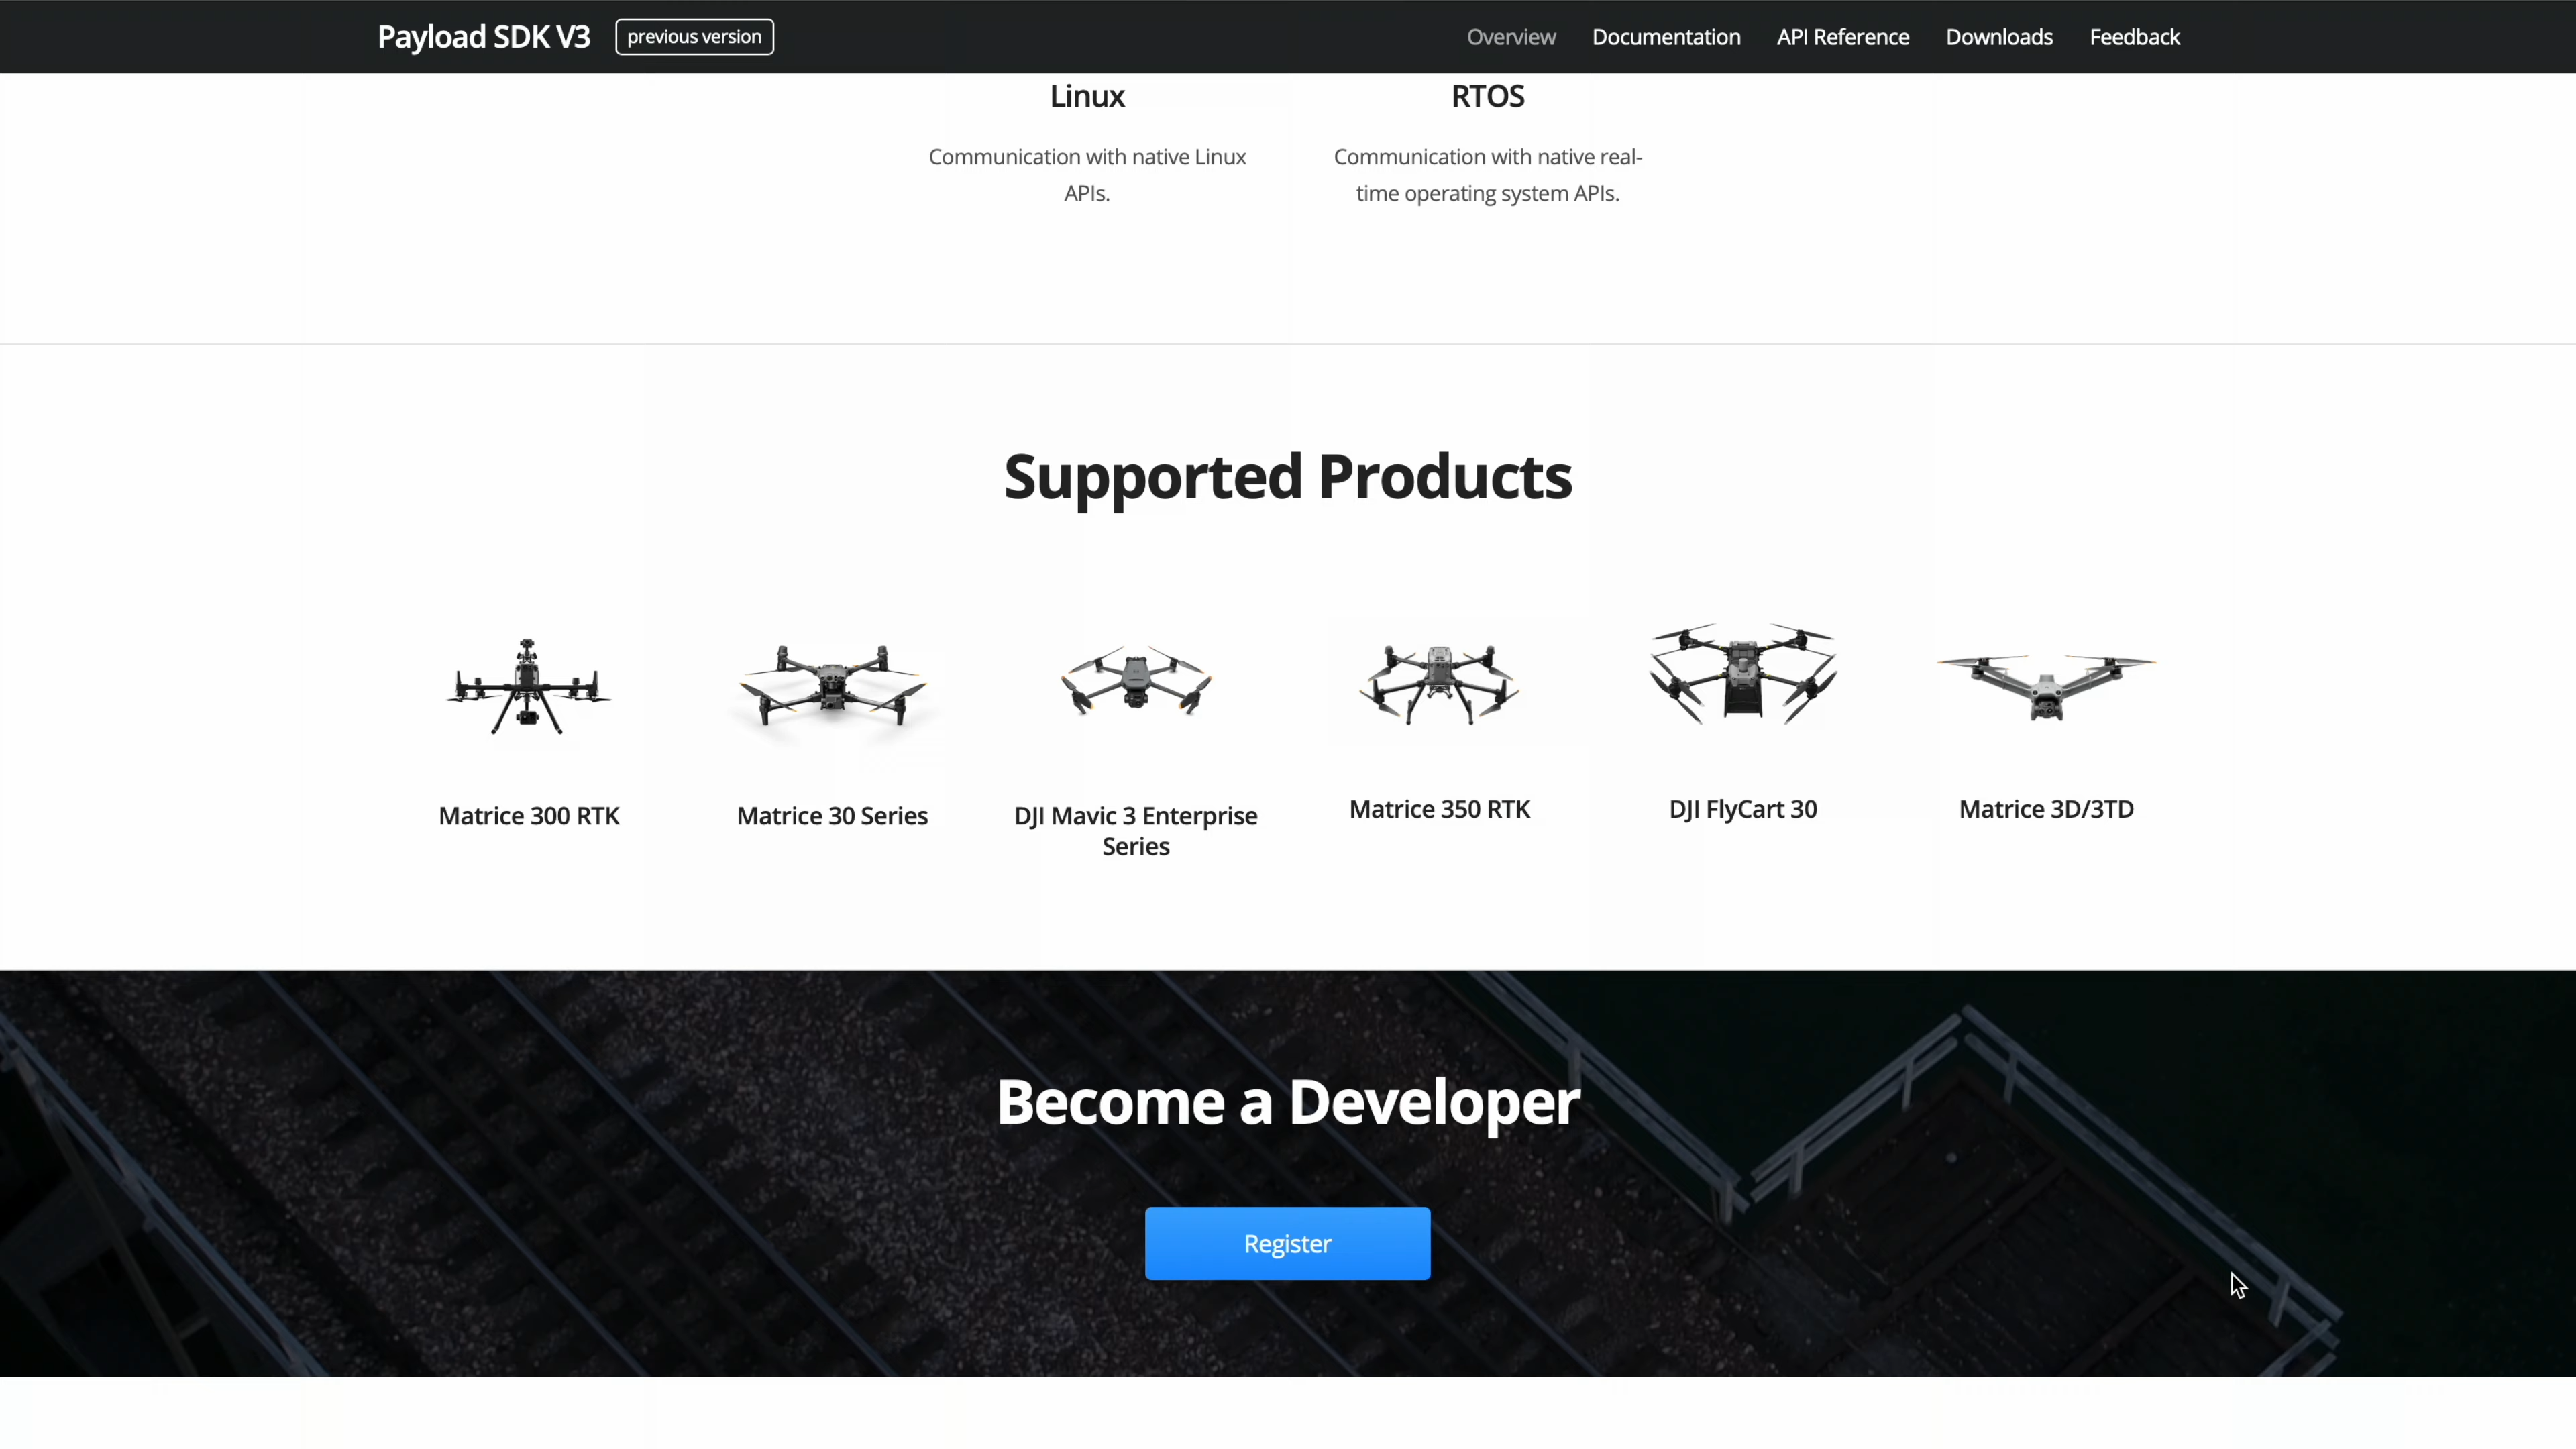 Payload SDK V3
previous version
Overview
Documentation
API Reference
Downloads
Feedback
Linux
Communication with native Linux
APIs.
RTOS
Communication with native real-
time operating system APIs.
Supported Products
Matrice 300 RTK
Matrice 30 Series
DJI Mavic 3 Enterprise
Series
Matrice 350 RTK
DJI FlyCart 30
Matrice 3D/3TD
Become a Developer
Register